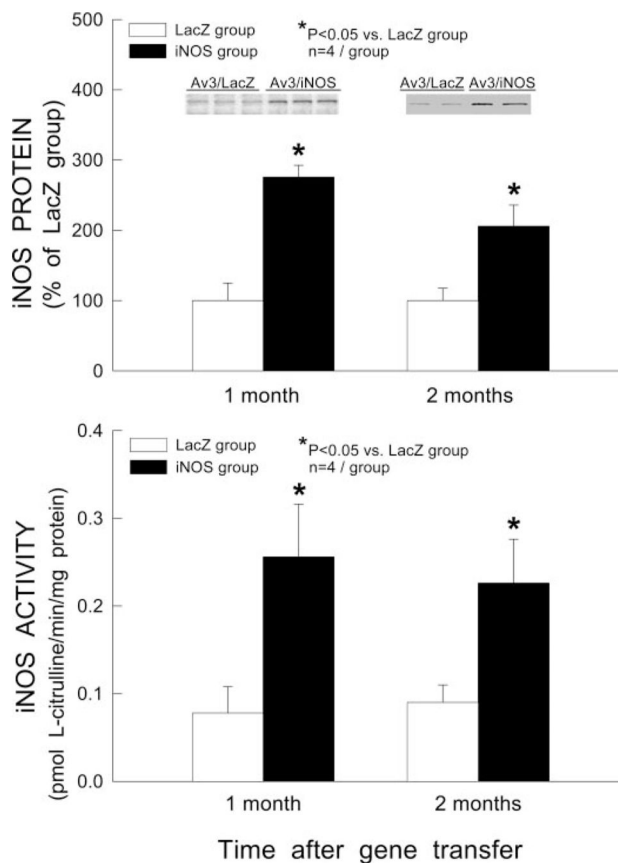 500
400
300
200
100
0
iNOS PROTEIN
(% of LacZ group)
LacZ group
iNOS group
*P<0.05 vs. LacZ group
n=4 / group
Av3/LacZ Av3/iNOS
Av3/LacZ Av3/iNOS
*
*
1 month
2 months
0.4
0.3
0.2
0.1
0.0
iNOS ACTIVITY
(pmol L-citrulline/min/mg protein)
LacZ group
iNOS group
*P<0.05 vs. LacZ group
n=4 / group
*
*
1 month
2 months
Time after gene transfer